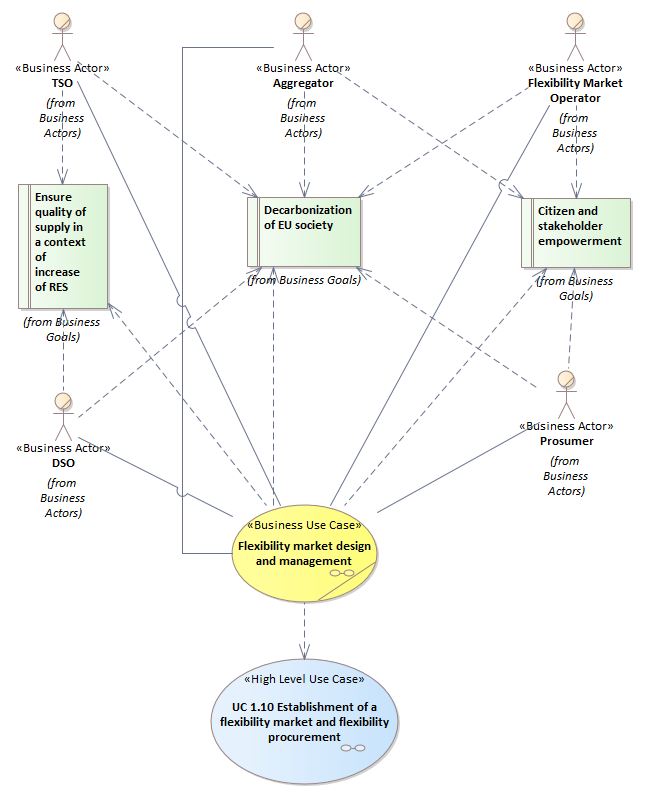 «Business Actor»
TSO
(from
Business
Actors)
«Business Actor»
Aggregator
(from
Business
Actors)
«Business Actor»
Flexibility Market
Operator
(from
Business
Actors)
Ensure
quality of
supply in
a context
of
increase
of RES
(from Business
Goals)
Decarbonization
of EU society
(from Business Goals)
Citizen and
stakeholder
empowerment
(from Business
Goals)
«Business Actor»
DSO
(from
Business
Actors)
«Business Actor»
Prosumer
(from
Business
Actors)
«Business Use Case»
Flexibility market design
and management
«High Level Use Case»
UC 1.10 Establishment of a
flexibility market and flexibility
procurement